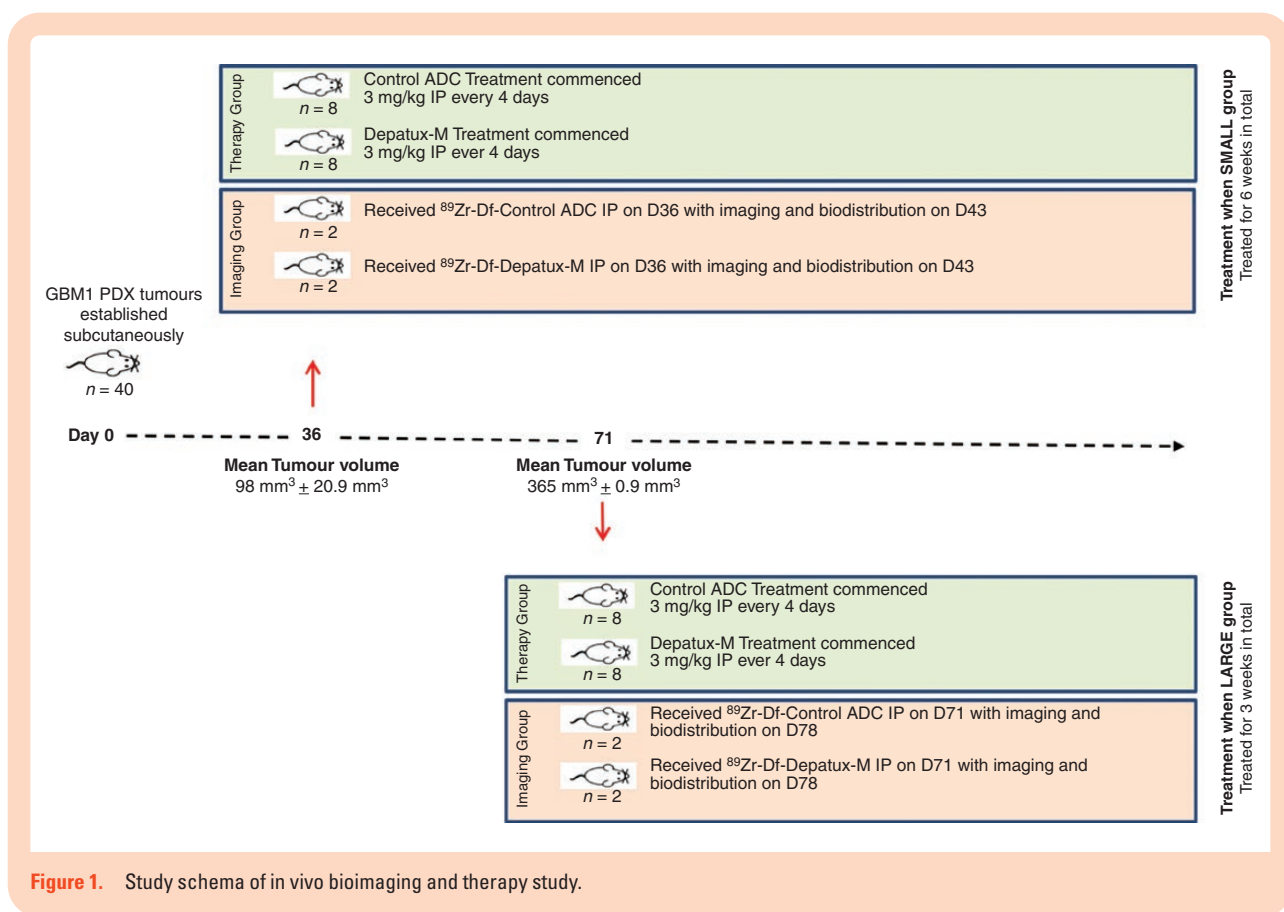 Therapy Group
Control ADC Treatment commenced
3 mg/kg IP every 4 days
n = 8
Depatux-M Treatment commenced
3 mg/kg IP ever 4 days
n = 8
Imaging Group
Received ⁸⁹Zr-Df-Control ADC IP on D36 with imaging and biodistribution on D43
n = 2
Received ⁸⁹Zr-Df-Depatux-M IP on D36 with imaging and biodistribution on D43
n = 2
Treatment when SMALL group
Treated for 6 weeks in total
GBM1 PDX tumours
established
subcutaneously
n = 40
Day 0
36
71
Mean Tumour volume
98 mm³ ± 20.9 mm³
Mean Tumour volume
365 mm³ ± 0.9 mm³
Therapy Group
Control ADC Treatment commenced
3 mg/kg IP every 4 days
n = 8
Depatux-M Treatment commenced
3 mg/kg IP ever 4 days
n = 8
Imaging Group
Received ⁸⁹Zr-Df-Control ADC IP on D71 with imaging and
biodistribution on D78
n = 2
Received ⁸⁹Zr-Df-Depatux-M IP on D71 with imaging and
biodistribution on D78
n = 2
Treatment when LARGE group
Treated for 3 weeks in total
Figure 1. Study schema of in vivo bioimaging and therapy study.